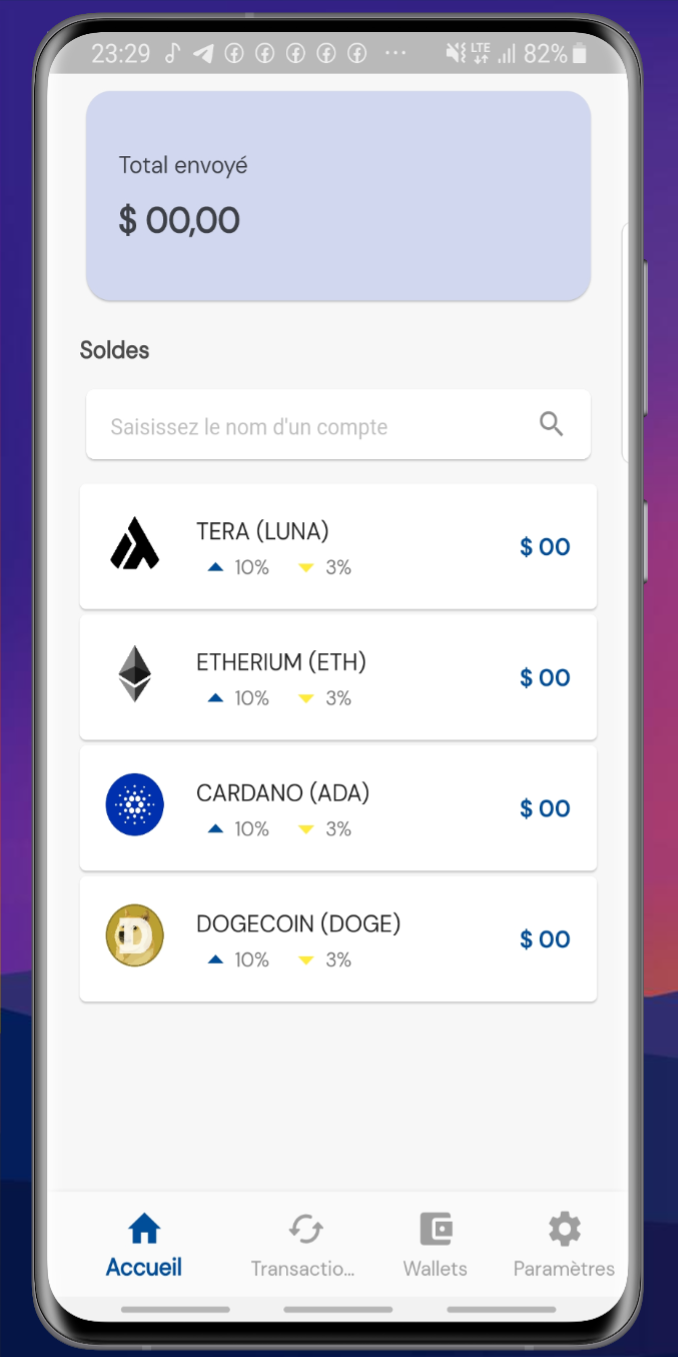 23:29 LTE 82%
Total envoyé
$ 00,00
Soldes
Saisissez le nom d'un compte
TERA (LUNA)
10% 3%
$ 00
ETHERIUM (ETH)
10% 3%
$ 00
CARDANO (ADA)
10% 3%
$ 00
DOGECOIN (DOGE)
10% 3%
$ 00
Accueil Transactio... Wallets Paramètres